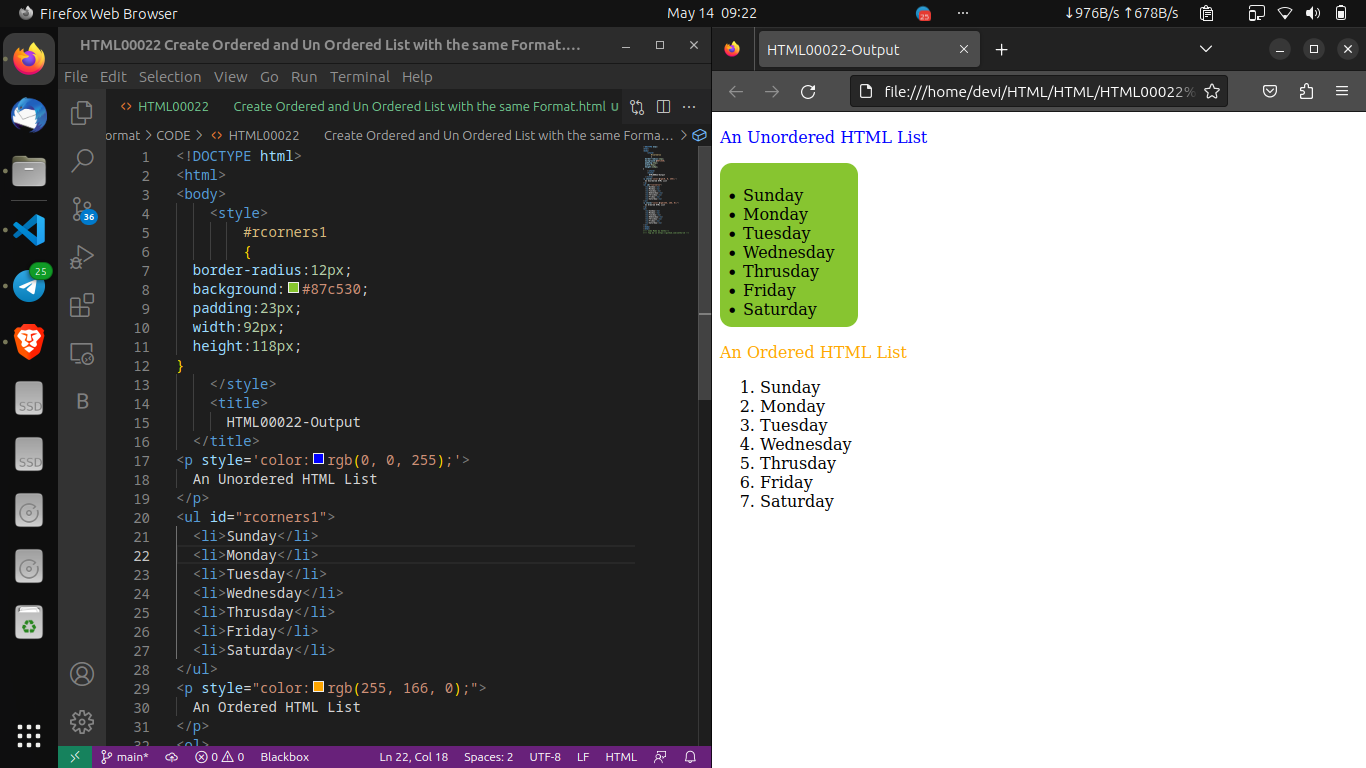 Firefox Web Browser
May 14 09:22
25
↓976B/s ↑678B/s
HTML00022 Create Ordered and Un Ordered List with the same Format....
File Edit Selection View Go Run Terminal Help
HTML00022 Create Ordered and Un Ordered List with the same Format.html U
ormat > CODE > HTML00022 Create Ordered and Un Ordered List with the same Forma... >
1 <!DOCTYPE html>
2 <html>
3 <body>
4 <style>
5 #rcorners1
6 {
7 border-radius:12px;
8 background:#87c530;
9 padding:23px;
10 width:92px;
11 height:118px;
12 }
13 </style>
14 <title>
15 HTML00022-Output
16 </title>
17 <p style='color:rgb(0, 0, 255);'>
18 An Unordered HTML List
19 </p>
20 <ul id="rcorners1">
21 <li>Sunday</li>
22 <li>Monday</li>
23 <li>Tuesday</li>
24 <li>Wednesday</li>
25 <li>Thrusday</li>
26 <li>Friday</li>
27 <li>Saturday</li>
28 </ul>
29 <p style="color:rgb(255, 166, 0);">
30 An Ordered HTML List
31 </p>
32 <ol>
36
25
SSD
SSD
B
main* 0 0 Blackbox Ln 22, Col 18 Spaces: 2 UTF-8 LF HTML
HTML00022-Output
file:///home/devi/HTML/HTML/HTML00022%
An Unordered HTML List
• Sunday
• Monday
• Tuesday
• Wednesday
• Thrusday
• Friday
• Saturday
An Ordered HTML List
1. Sunday
2. Monday
3. Tuesday
4. Wednesday
5. Thrusday
6. Friday
7. Saturday